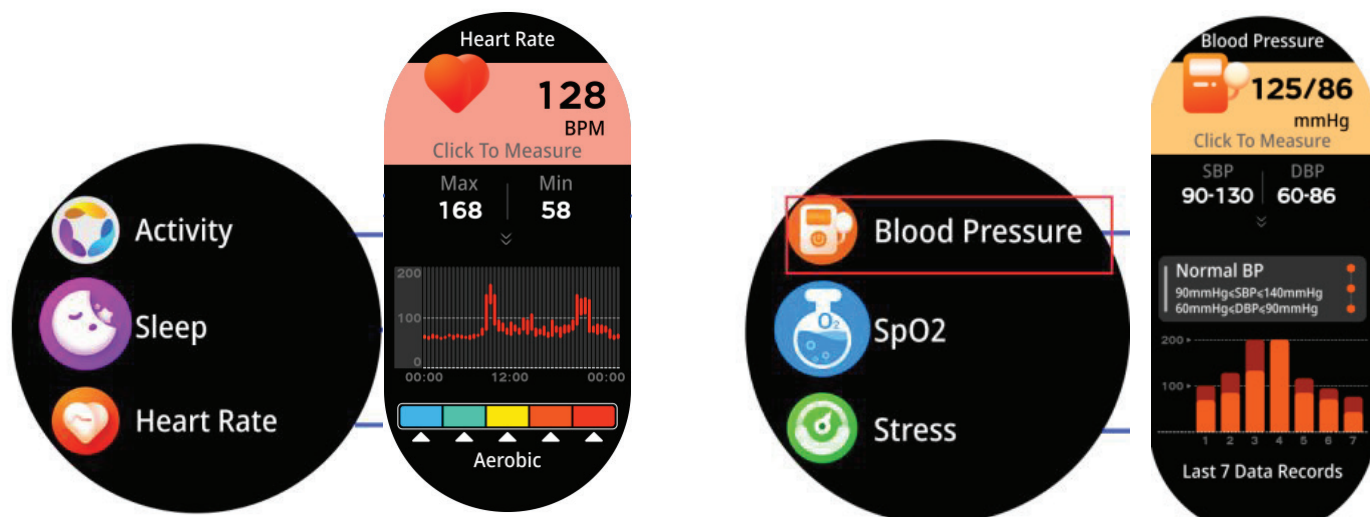 Activity
Sleep
Heart Rate
Heart Rate
128
BPM
Click To Measure
Max Min
168 58
200
100
0
00:00 12:00 00:00
Aerobic
Blood Pressure
O2
SpO2
Stress
Blood Pressure
125/86
mmHg
Click To Measure
SBP DBP
90-130 60-86
Normal BP
90mmHg≤SBP≤140mmHg
60mmHg≤DBP≤90mmHg
200
100
1 2 3 4 5 6 7
Last 7 Data Records